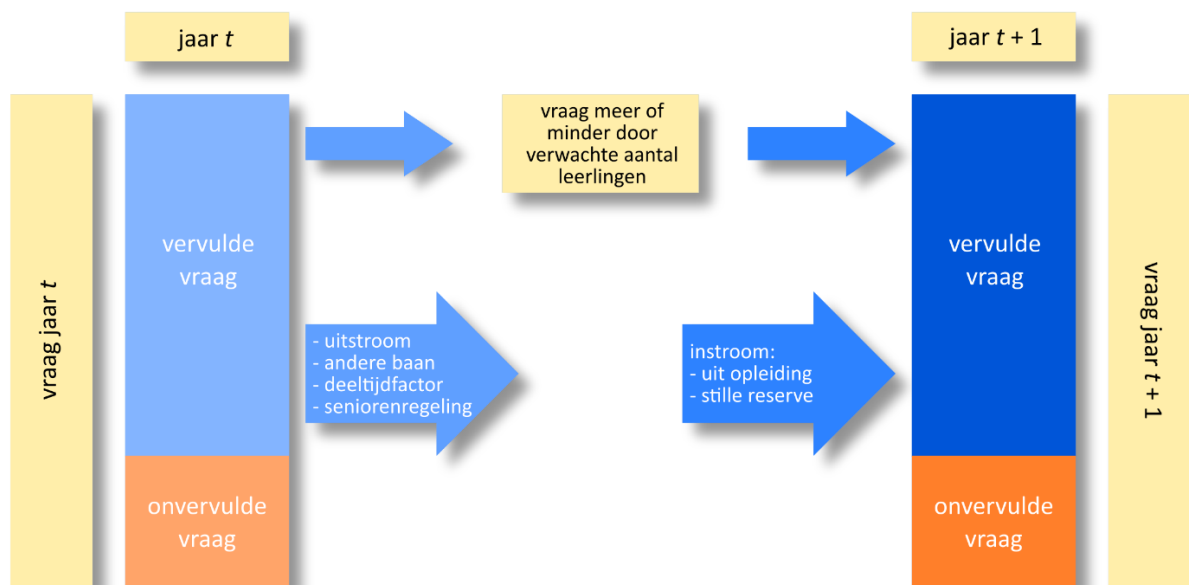 jaar t
jaar t + 1
vraag jaar t
vervulde
vraag
onvervulde
vraag
vraag meer of
minder door
verwachte aantal
leerlingen
- uitstroom
- andere baan
- deeltijdfactor
- seniorenregeling
instroom:
- uit opleiding
- stille reserve
vervulde
vraag
onvervulde
vraag
vraag jaar t + 1